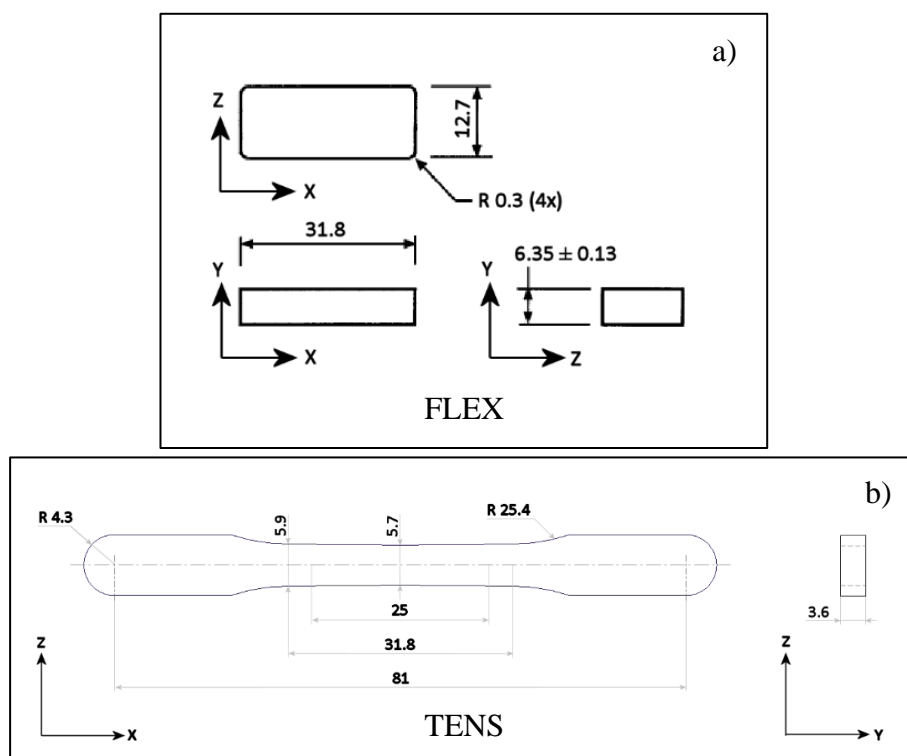 a)
Z
12.7
X
R 0.3 (4x)
31.8
6.35 ± 0.13
Y
Y
X
Z
FLEX
b)
R 4.3
5.9
5.7
R 25.4
25
3.6
31.8
Z
Z
81
X
TENS
Y